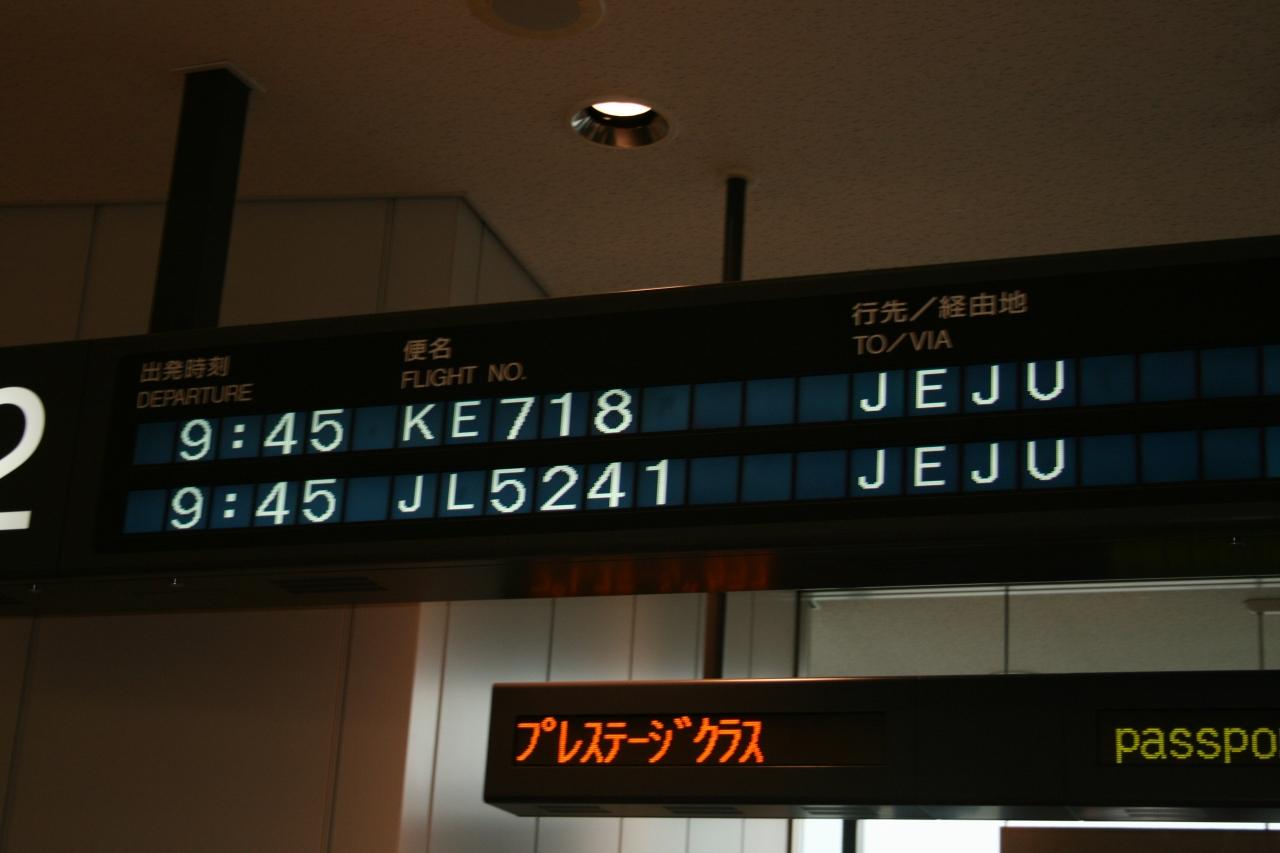 2
出発時刻 便名 行先／経由地
DEPARTURE FLIGHT NO. TO／VIA
9:45 KE718 JEJU
9:45 JL5241 JEJU
プレステージクラス
passpo